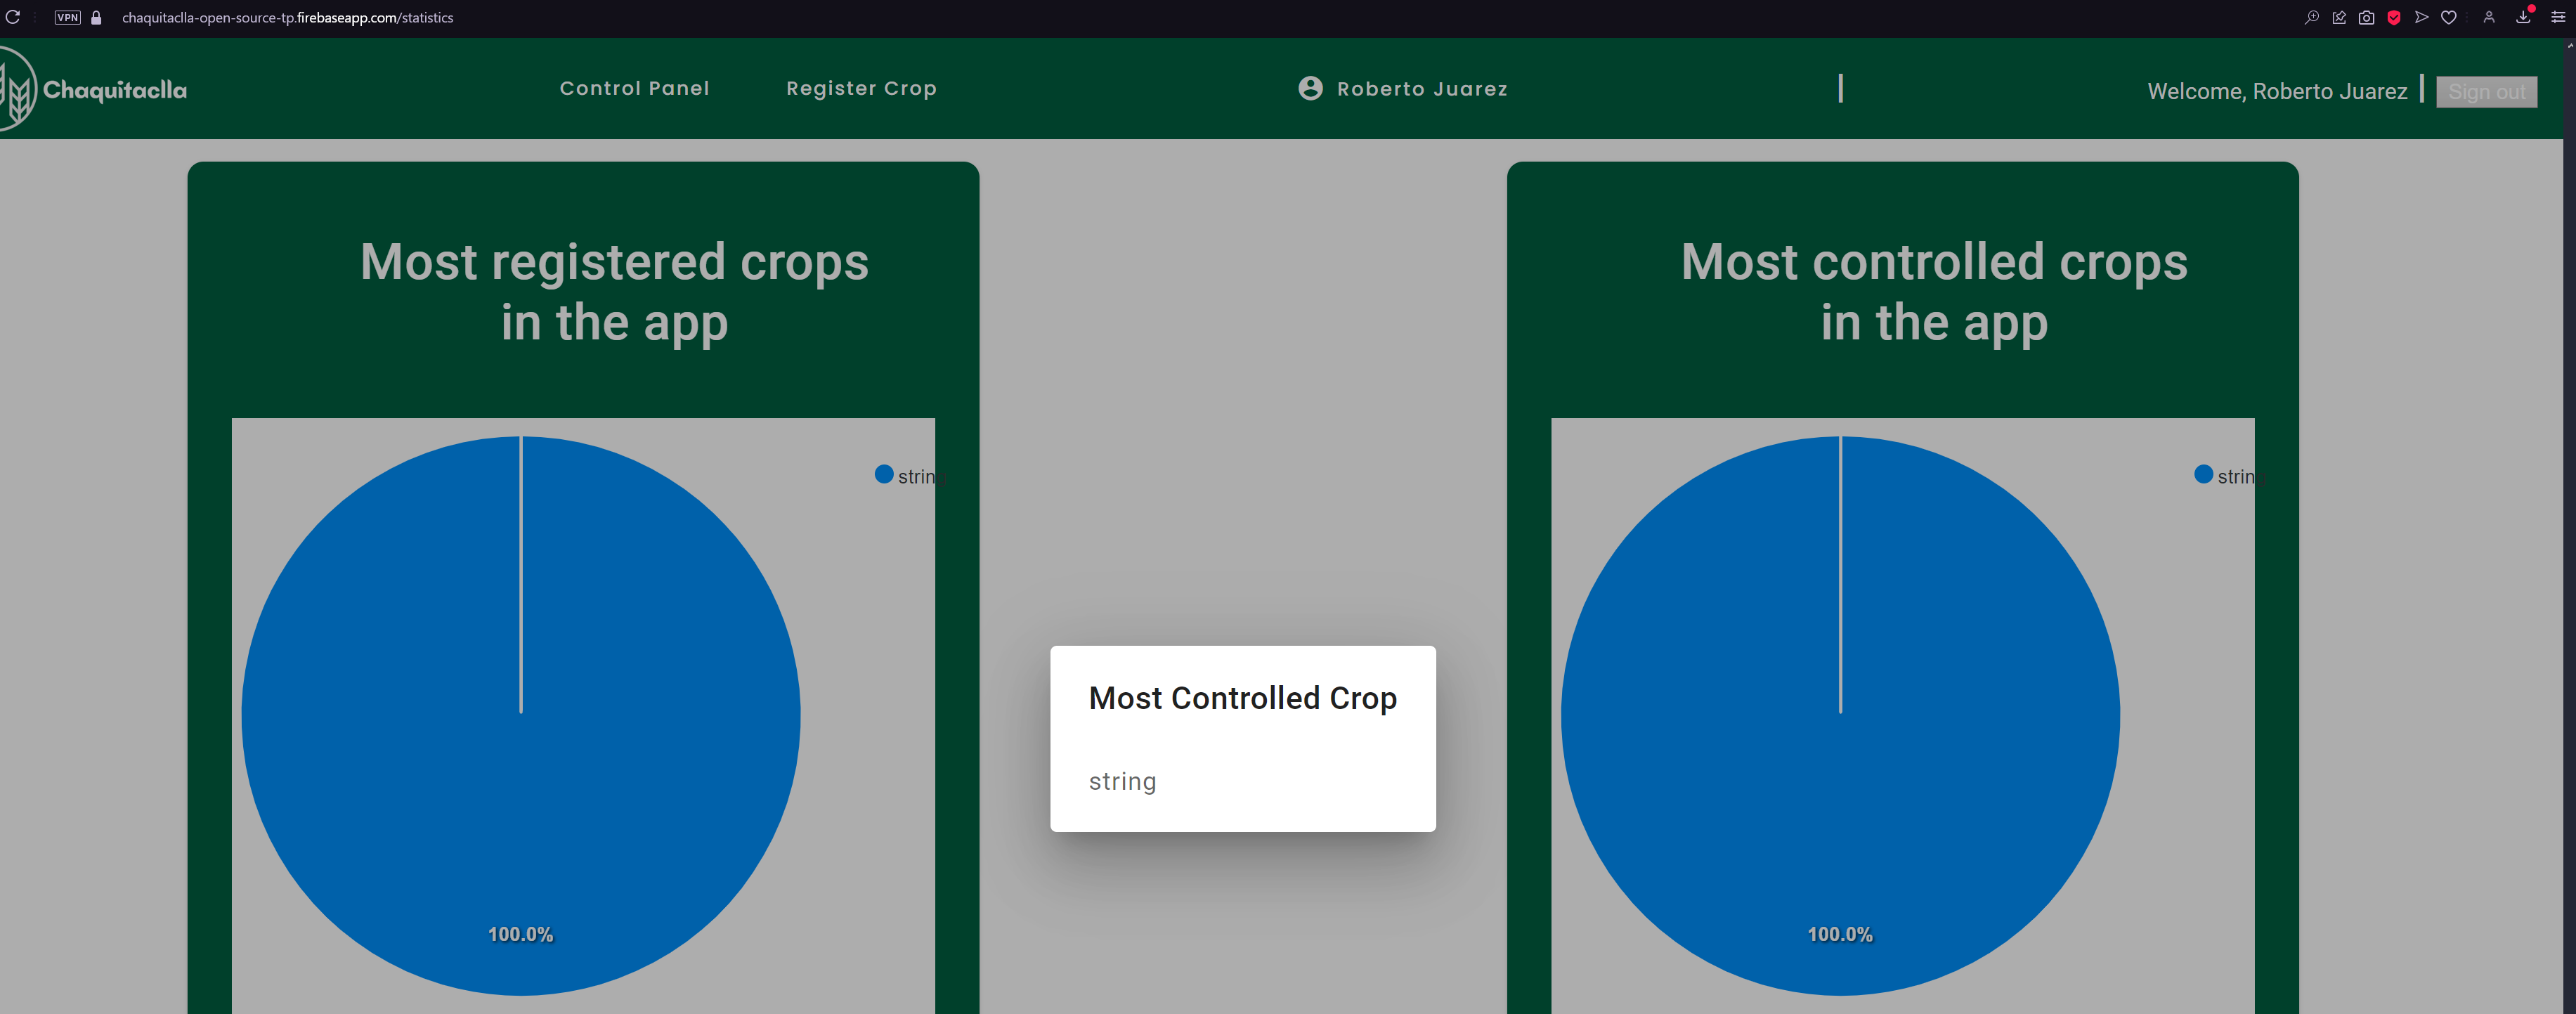 VPN chaquitaclla-open-source-tp.firebaseapp.com/statistics
Chaquitaclla Control Panel Register Crop Roberto Juarez | Welcome, Roberto Juarez | Sign out
Most registered crops
in the app
string
100.0%
Most controlled crops
in the app
string
100.0%
Most Controlled Crop
string